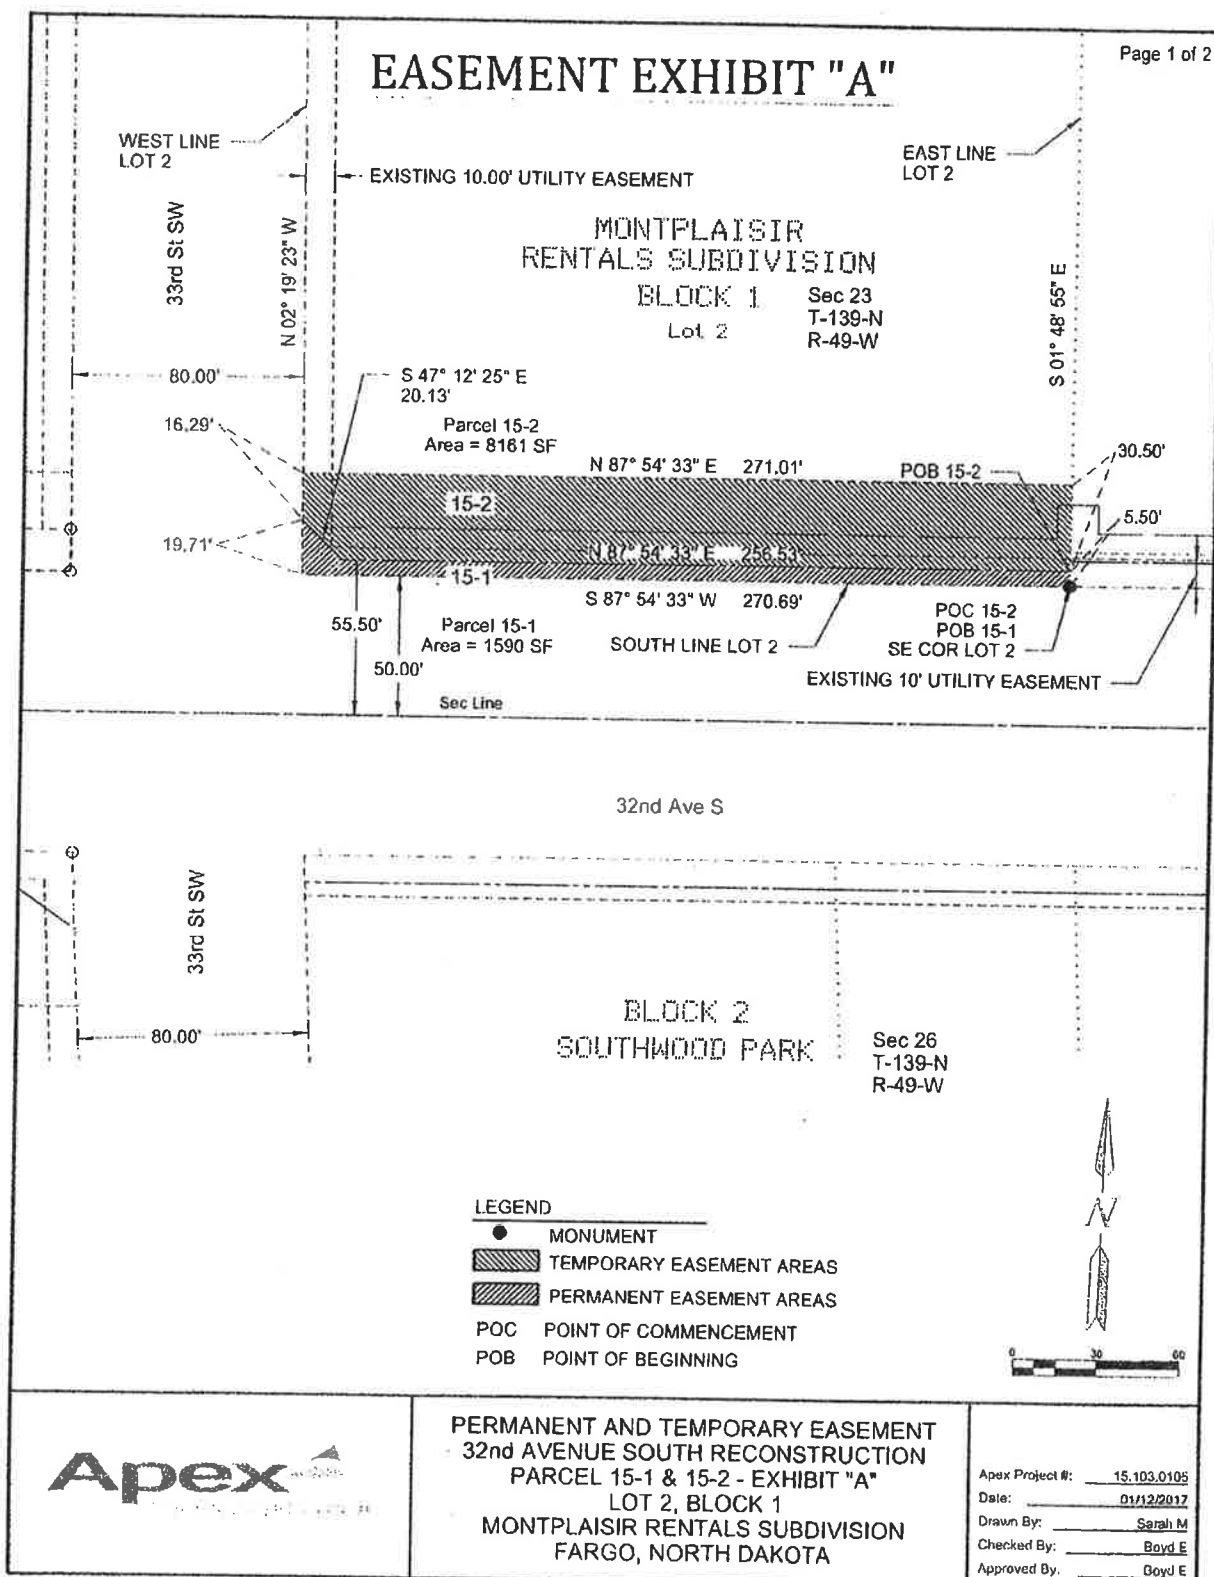 Page 1 of 2
EASEMENT EXHIBIT "A"
WEST LINE
LOT 2
EXISTING 10.00' UTILITY EASEMENT
EAST LINE
LOT 2
33rd St SW
N 02° 19' 23" W
MONTPLAISIR
RENTALS SUBDIVISION
BLOCK 1
Lot 2
Sec 23
T-139-N
R-49-W
S 01° 48' 55" E
80.00'
S 47° 12' 25" E
20.13'
16.29'
Parcel 15-2
Area = 8161 SF
N 87° 54' 33" E 271.01'
POB 15-2
30.50'
15-2
5.50'
19.71'
N 87° 54' 33" E 256.53'
15-1
S 87° 54' 33" W 270.69'
55.50'
Parcel 15-1
Area = 1590 SF
50.00'
SOUTH LINE LOT 2
POC 15-2
POB 15-1
SE COR LOT 2
EXISTING 10' UTILITY EASEMENT
Sec Line
32nd Ave S
33rd St SW
80.00'
BLOCK 2
SOUTHWOOD PARK
Sec 26
T-139-N
R-49-W
N
LEGEND
MONUMENT
TEMPORARY EASEMENT AREAS
PERMANENT EASEMENT AREAS
POC POINT OF COMMENCEMENT
POB POINT OF BEGINNING
0 30 60
Apex
PERMANENT AND TEMPORARY EASEMENT
32nd AVENUE SOUTH RECONSTRUCTION
PARCEL 15-1 & 15-2 - EXHIBIT "A"
LOT 2, BLOCK 1
MONTPLAISIR RENTALS SUBDIVISION
FARGO, NORTH DAKOTA
Apex Project #: 15.103.0105
Date: 01/12/2017
Drawn By: Sarah M
Checked By: Boyd E
Approved By. Boyd E